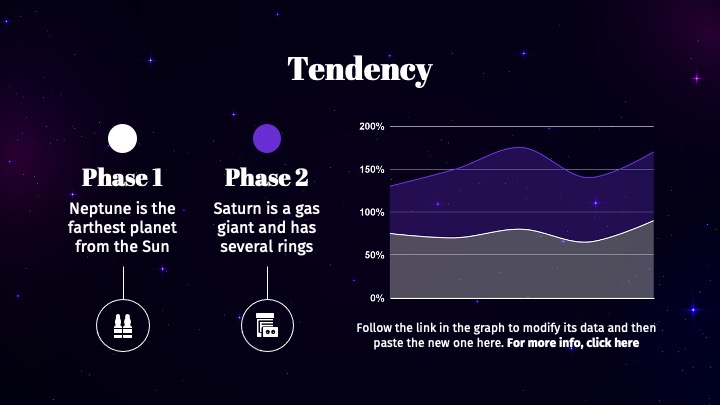 Tendency
Phase 1
Neptune is the
farthest planet
from the Sun
Phase 2
Saturn is a gas
giant and has
several rings
200%
150%
100%
50%
0%
Follow the link in the graph to modify its data and then
paste the new one here. For more info, click here